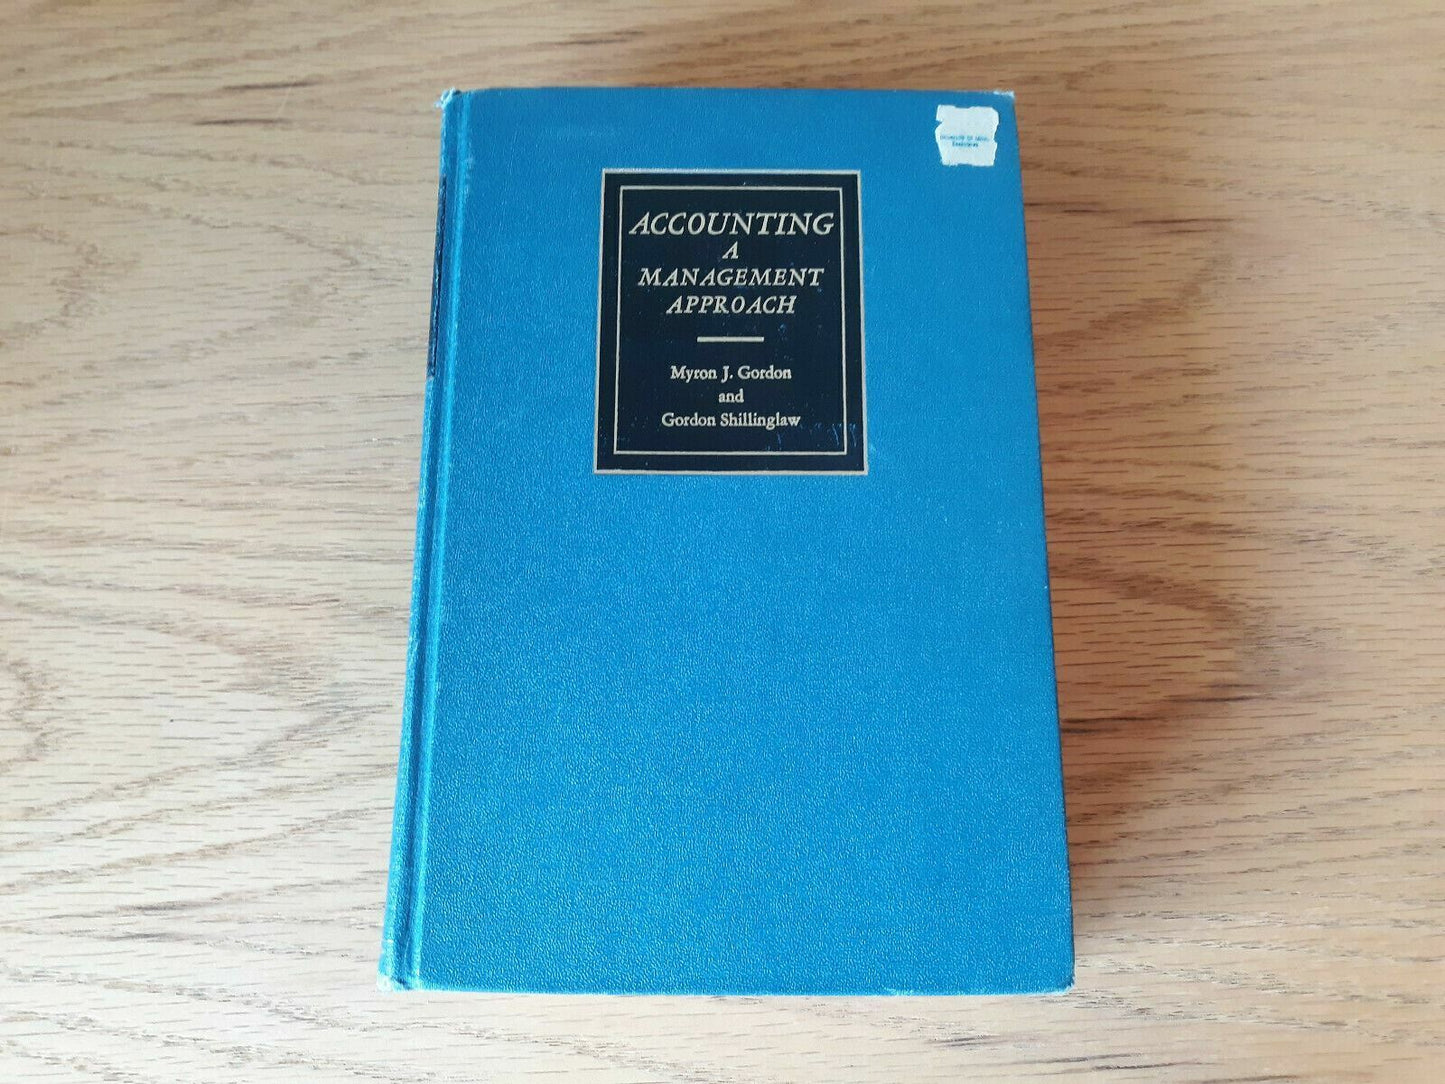 ACCOUNTING
A
MANAGEMENT
APPROACH
Myron J. Gordon
and
Gordon Shillinglaw